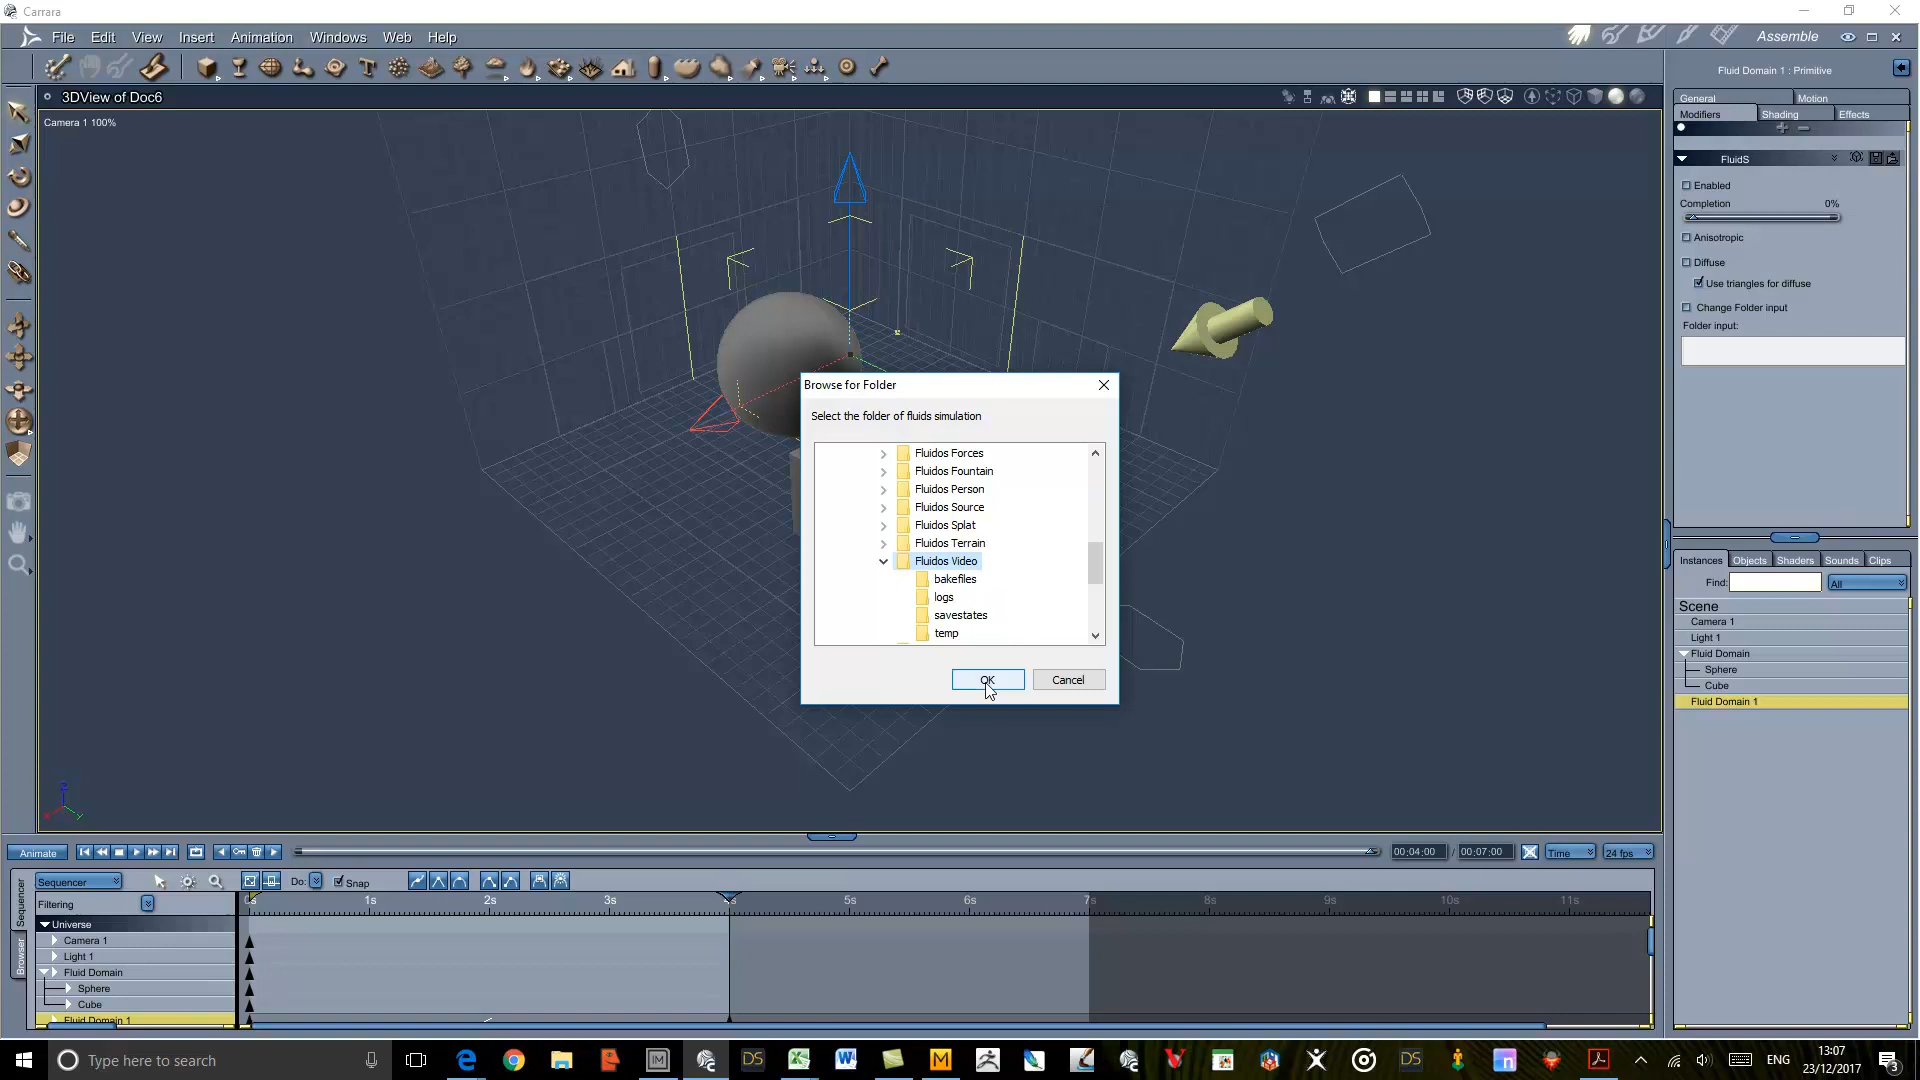 Carrara
File Edit View Insert Animation Windows Web Help
Assemble
3DView of Doc6
Camera 1 100%
Fluid Domain 1 : Primitive
General Motion
Modifiers Shading Effects
FluidS
Enabled
Completion 0%
Anisotropic
Diffuse
Use triangles for diffuse
Change Folder input
Folder input:
Browse for Folder
Select the folder of fluids simulation
Fluidos Forces
Fluidos Fountain
Fluidos Person
Fluidos Source
Fluidos Splat
Fluidos Terrain
Fluidos Video
bakefiles
logs
savestates
temp
OK Cancel
Instances Objects Shaders Sounds Clips
Find: All
Scene
Camera 1
Light 1
Fluid Domain
Sphere
Cube
Fluid Domain 1
Animate 00:04:00 / 00:07:00 Time 24 fps
Sequencer Do: Snap
Filtering 0s 1s 2s 3s 4s 5s 6s 7s 8s 9s 10s 11s
Sequencer
Browser
Universe
Camera 1
Light 1
Fluid Domain
Sphere
Cube
Fluid Domain 1
Type here to search
ENG
13:07
23/12/2017
3